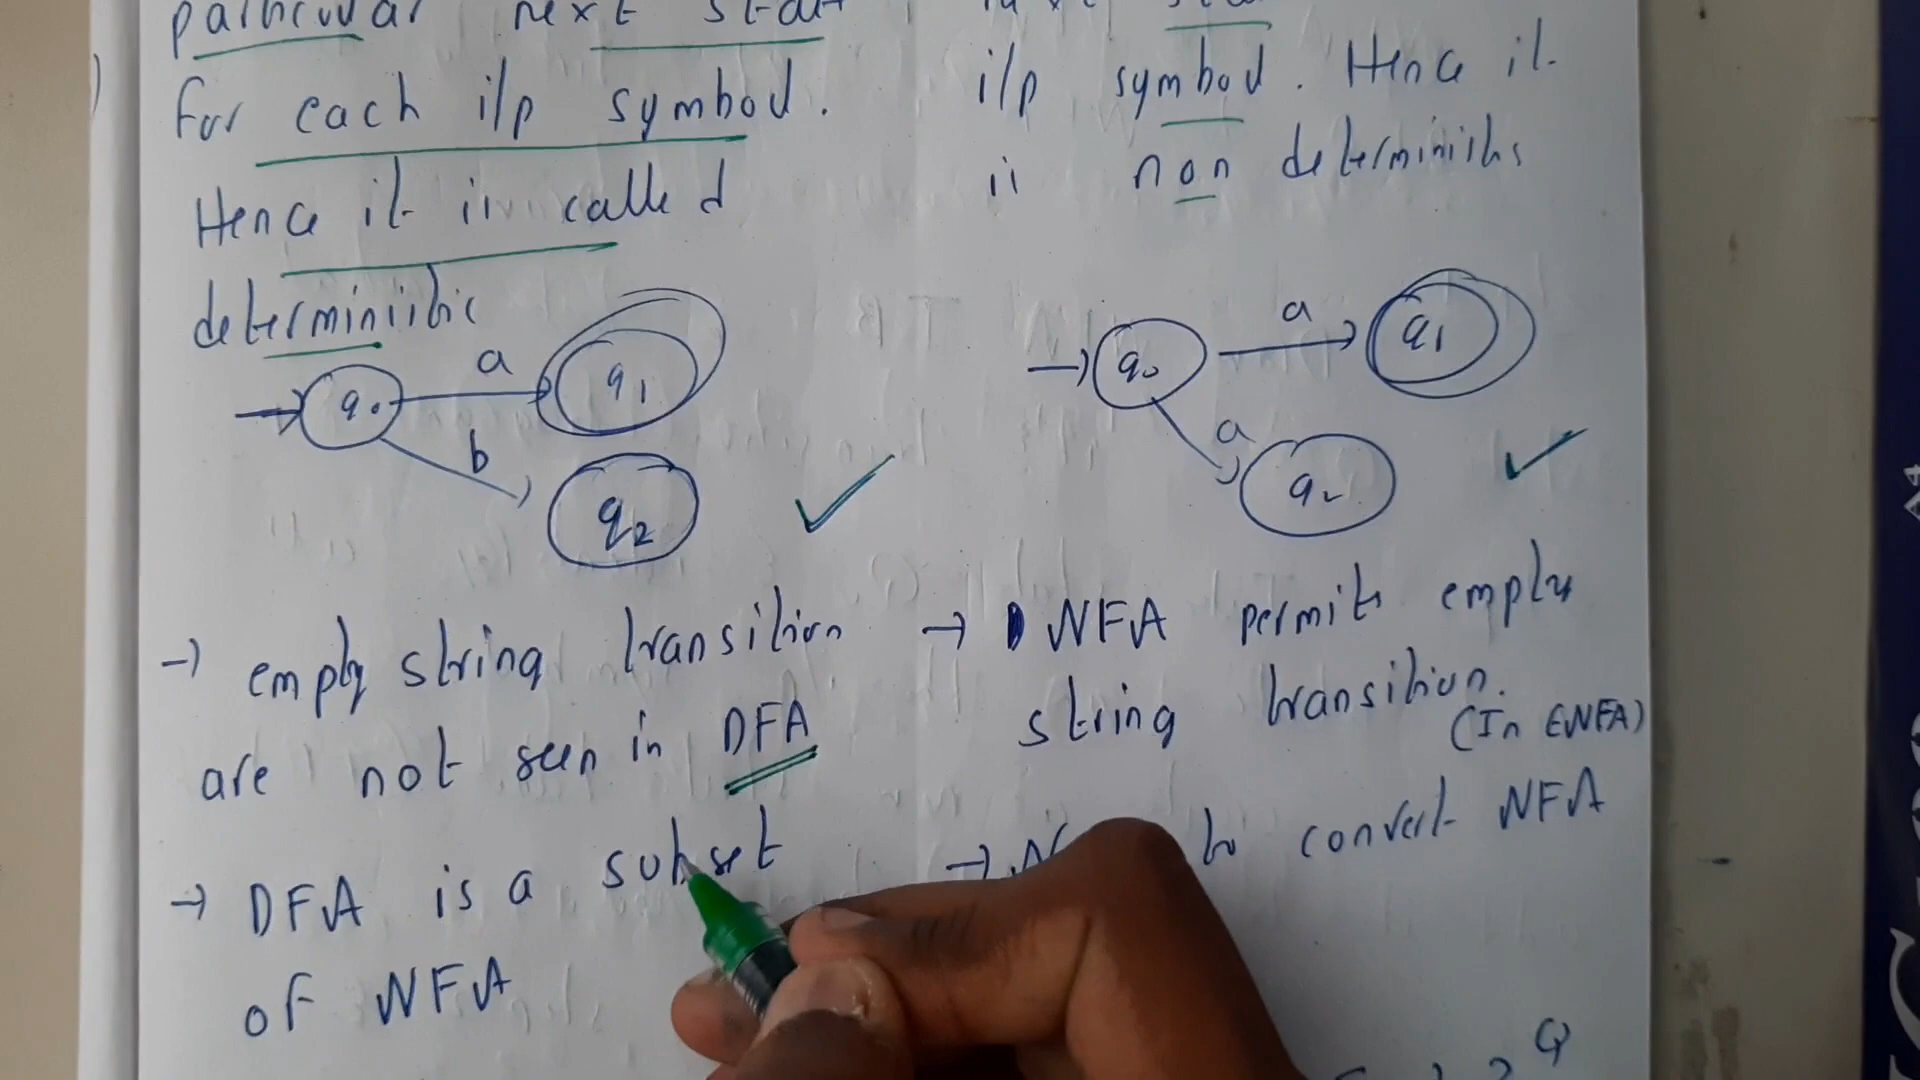 particular next state
for each i/p symbol.
Hence it is called
deterministic
q0 a q1
b
q2
→ empty string transition
are not seen in DFA
→ DFA is a subset
of NFA
i/p symbol. Hence it
is non deterministic
q0 a q1
a
q2
→ NFA permits empty
string transition.
(In ENFA)
→ to convert NFA